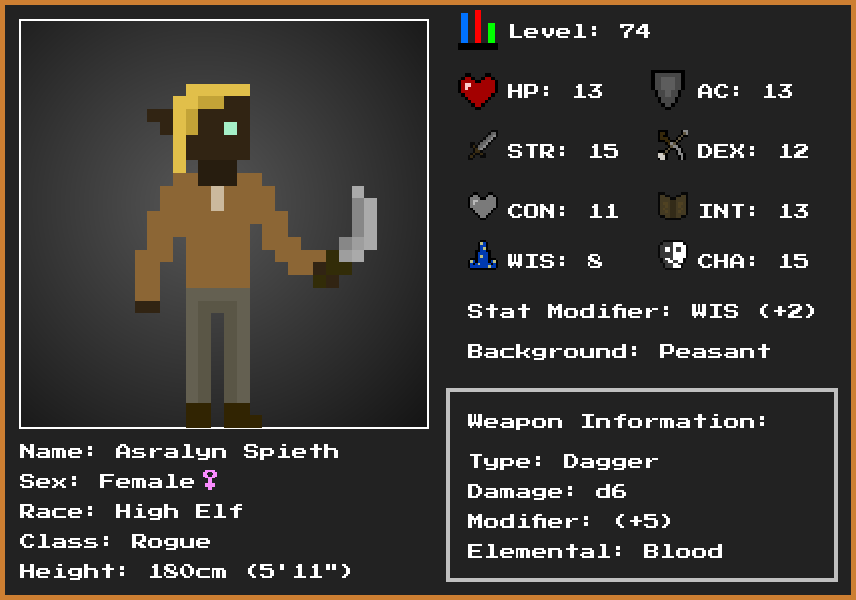 Level: 74
HP: 13 AC: 13
STR: 15 DEX: 12
CON: 11 INT: 13
WIS: 8 CHA: 15
Stat Modifier: WIS (+2)
Background: Peasant
Weapon Information:
Type: Dagger
Damage: d6
Modifier: (+5)
Elemental: Blood
Name: Asralyn Spieth
Sex: Female♀
Race: High Elf
Class: Rogue
Height: 180cm (5'11")